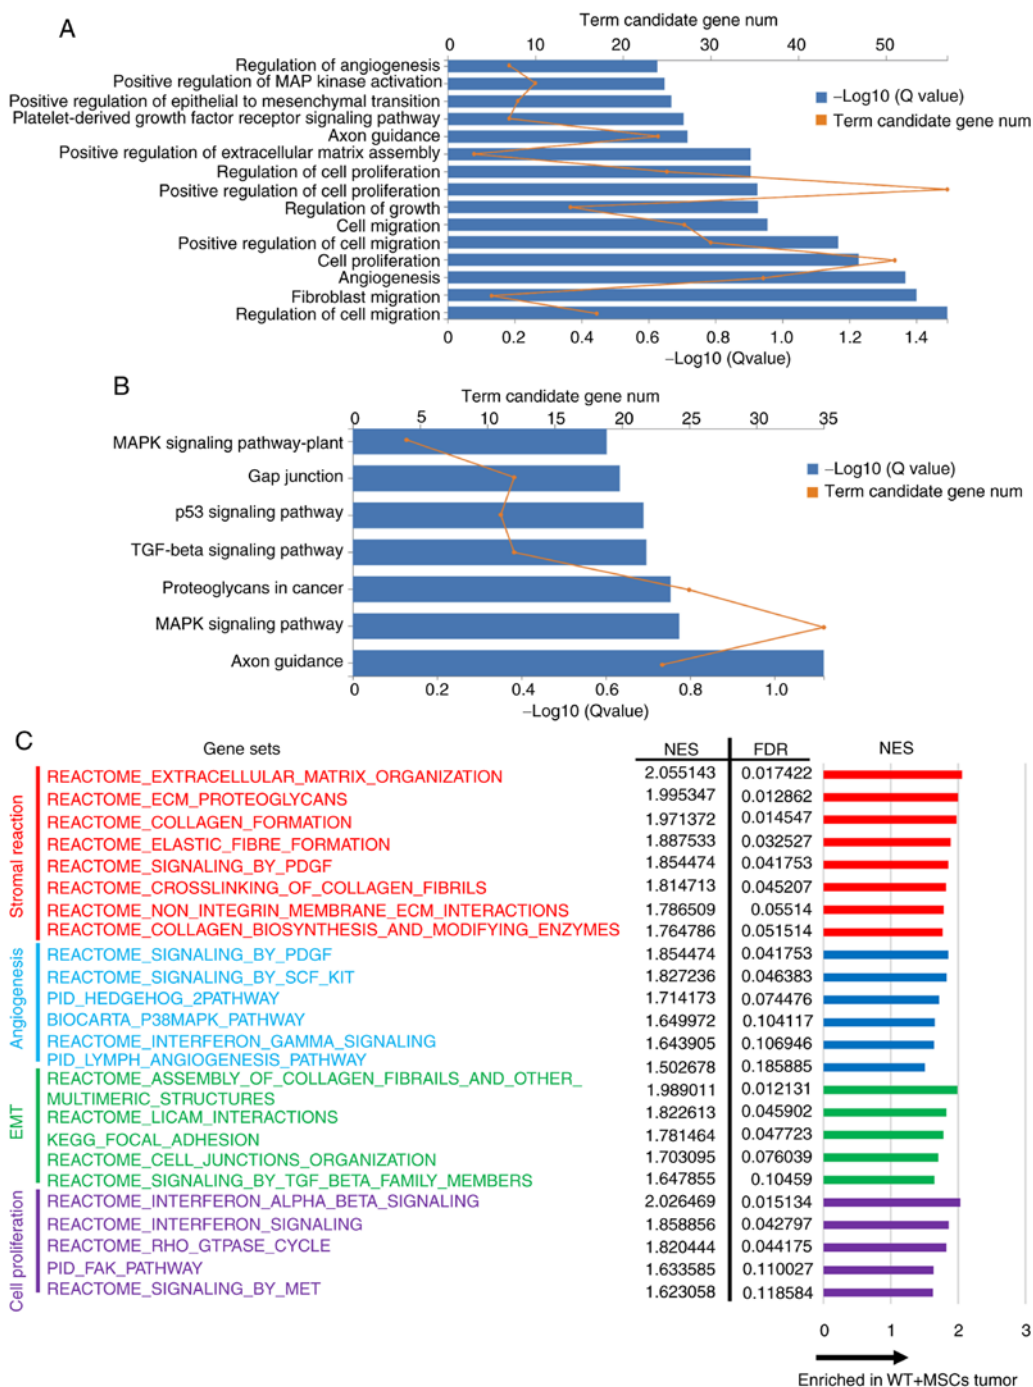 A
Term candidate gene num
0 10 20 30 40 50
Regulation of angiogenesis
Positive regulation of MAP kinase activation
Positive regulation of epithelial to mesenchymal transition
Platelet-derived growth factor receptor signaling pathway
Axon guidance
Positive regulation of extracellular matrix assembly
Regulation of cell proliferation
Positive regulation of cell proliferation
Regulation of growth
Cell migration
Positive regulation of cell migration
Cell proliferation
Angiogenesis
Fibroblast migration
Regulation of cell migration
−Log10 (Q value)
Term candidate gene num
0 0.2 0.4 0.6 0.8 1.0 1.2 1.4
−Log10 (Qvalue)
B
Term candidate gene num
0 5 10 15 20 25 30 35
MAPK signaling pathway-plant
Gap junction
p53 signaling pathway
TGF-beta signaling pathway
Proteoglycans in cancer
MAPK signaling pathway
Axon guidance
−Log10 (Q value)
Term candidate gene num
0 0.2 0.4 0.6 0.8 1.0
−Log10 (Qvalue)
C
Gene sets NES FDR NES
Stromal reaction
REACTOME_EXTRACELLULAR_MATRIX_ORGANIZATION 2.055143 0.017422
REACTOME_ECM_PROTEOGLYCANS 1.995347 0.012862
REACTOME_COLLAGEN_FORMATION 1.971372 0.014547
REACTOME_ELASTIC_FIBRE_FORMATION 1.887533 0.032527
REACTOME_SIGNALING_BY_PDGF 1.854474 0.041753
REACTOME_CROSSLINKING_OF_COLLAGEN_FIBRILS 1.814713 0.045207
REACTOME_NON_INTEGRIN_MEMBRANE_ECM_INTERACTIONS 1.786509 0.05514
REACTOME_COLLAGEN_BIOSYNTHESIS_AND_MODIFYING_ENZYMES 1.764786 0.051514
Angiogenesis
REACTOME_SIGNALING_BY_PDGF 1.854474 0.041753
REACTOME_SIGNALING_BY_SCF_KIT 1.827236 0.046383
PID_HEDGEHOG_2PATHWAY 1.714173 0.074476
BIOCARTA_P38MAPK_PATHWAY 1.649972 0.104117
REACTOME_INTERFERON_GAMMA_SIGNALING 1.643905 0.106946
PID_LYMPH_ANGIOGENESIS_PATHWAY 1.502678 0.185885
EMT
REACTOME_ASSEMBLY_OF_COLLAGEN_FIBRAILS_AND_OTHER_
MULTIMERIC_STRUCTURES 1.989011 0.012131
REACTOME_LICAM_INTERACTIONS 1.822613 0.045902
KEGG_FOCAL_ADHESION 1.781464 0.047723
REACTOME_CELL_JUNCTIONS_ORGANIZATION 1.703095 0.076039
REACTOME_SIGNALING_BY_TGF_BETA_FAMILY_MEMBERS 1.647855 0.10459
Cell proliferation
REACTOME_INTERFERON_ALPHA_BETA_SIGNALING 2.026469 0.015134
REACTOME_INTERFERON_SIGNALING 1.858856 0.042797
REACTOME_RHO_GTPASE_CYCLE 1.820444 0.044175
PID_FAK_PATHWAY 1.633585 0.110027
REACTOME_SIGNALING_BY_MET 1.623058 0.118584
0 1 2 3
Enriched in WT+MSCs tumor